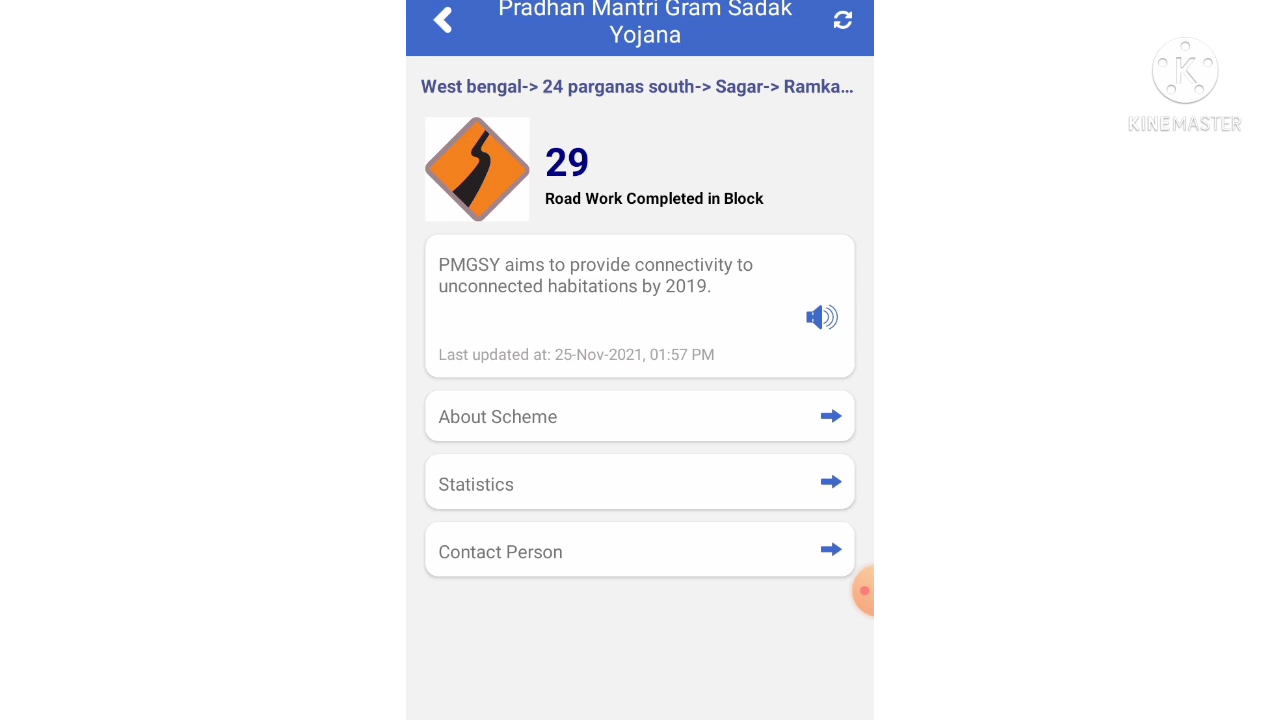 Pradhan Mantri Gram Sadak
Yojana
West bengal-> 24 parganas south-> Sagar-> Ramka...
29
Road Work Completed in Block
PMGSY aims to provide connectivity to
unconnected habitations by 2019.
Last updated at: 25-Nov-2021, 01:57 PM
About Scheme
Statistics
Contact Person
K
KINEMASTER